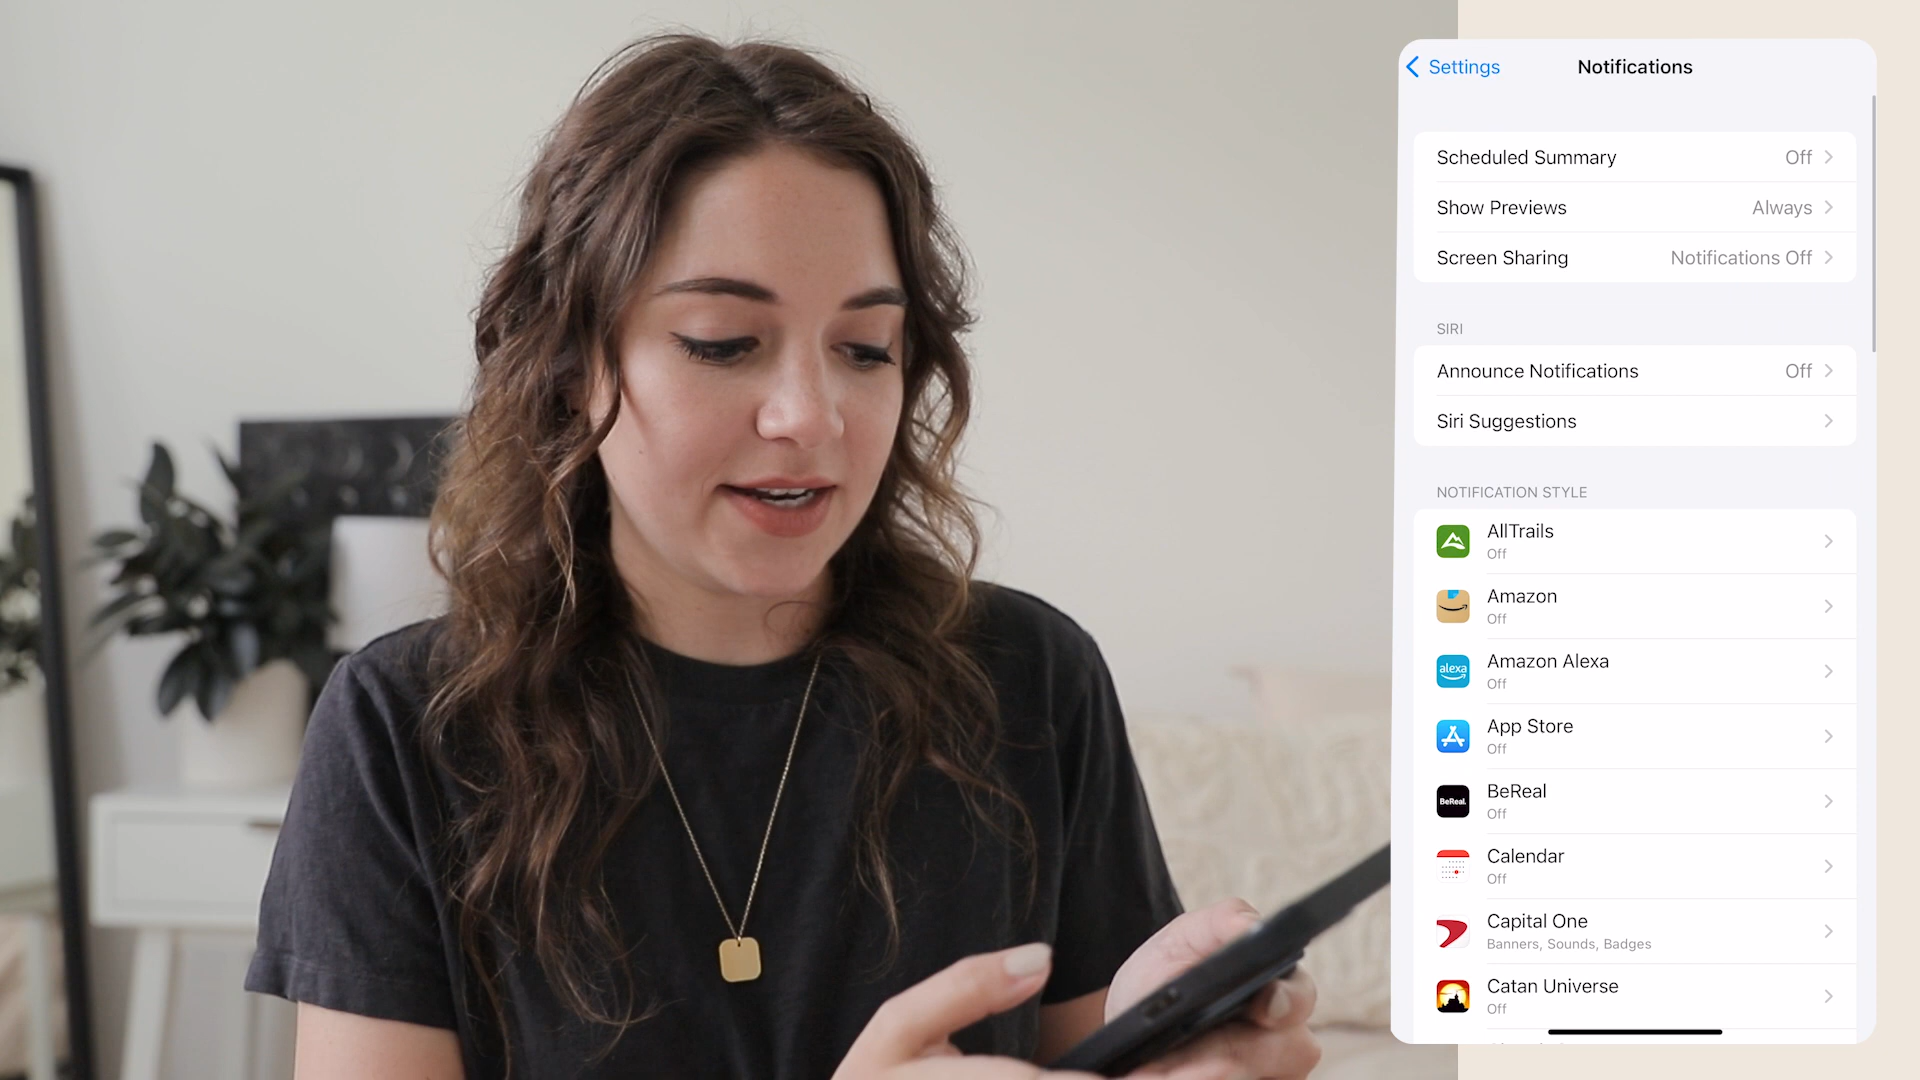 Settings
Notifications
Scheduled Summary Off
Show Previews Always
Screen Sharing Notifications Off
SIRI
Announce Notifications Off
Siri Suggestions
NOTIFICATION STYLE
AllTrails
Off
Amazon
Off
alexa
Amazon Alexa
Off
App Store
Off
BeReal.
BeReal
Off
Calendar
Off
Capital One
Banners, Sounds, Badges
Catan Universe
Off